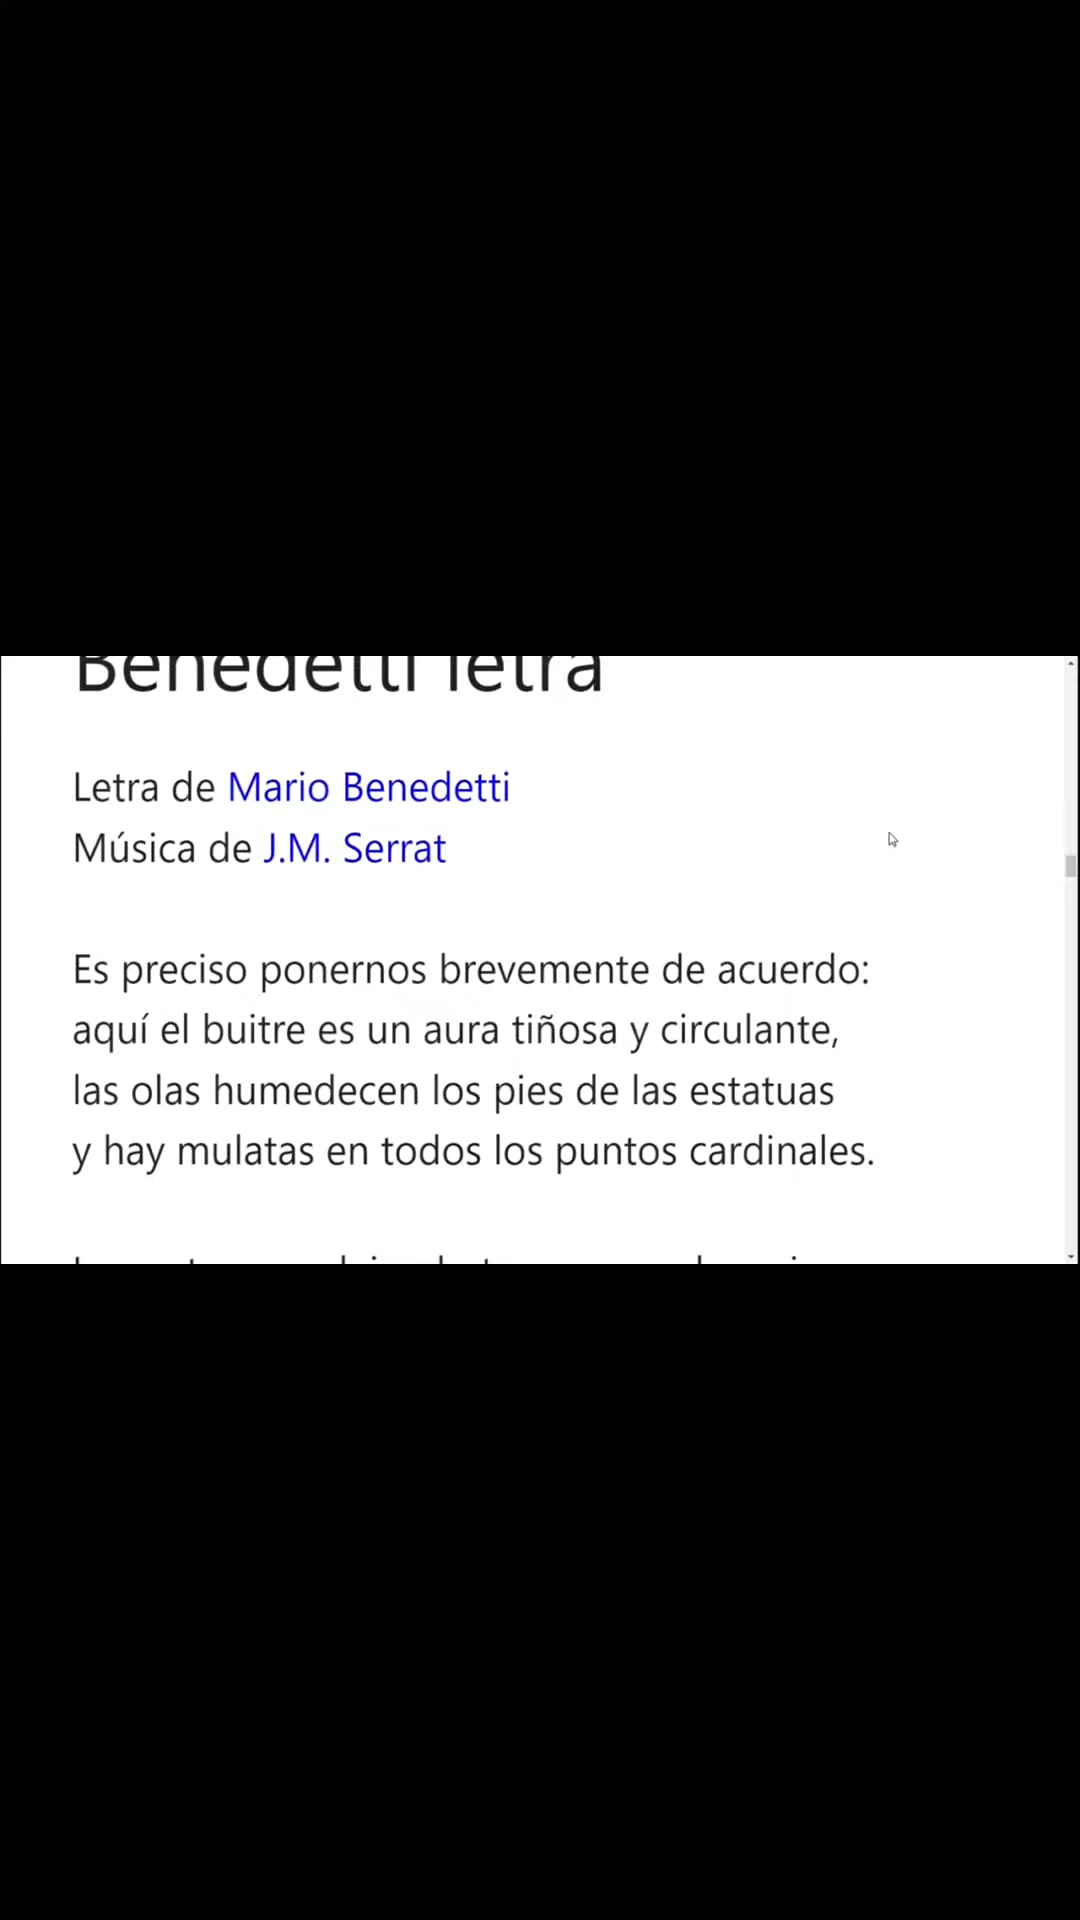 Benedetti letra
Letra de Mario Benedetti
Música de J.M. Serrat
Es preciso ponernos brevemente de acuerdo:
aquí el buitre es un aura tiñosa y circulante,
las olas humedecen los pies de las estatuas
y hay mulatas en todos los puntos cardinales.